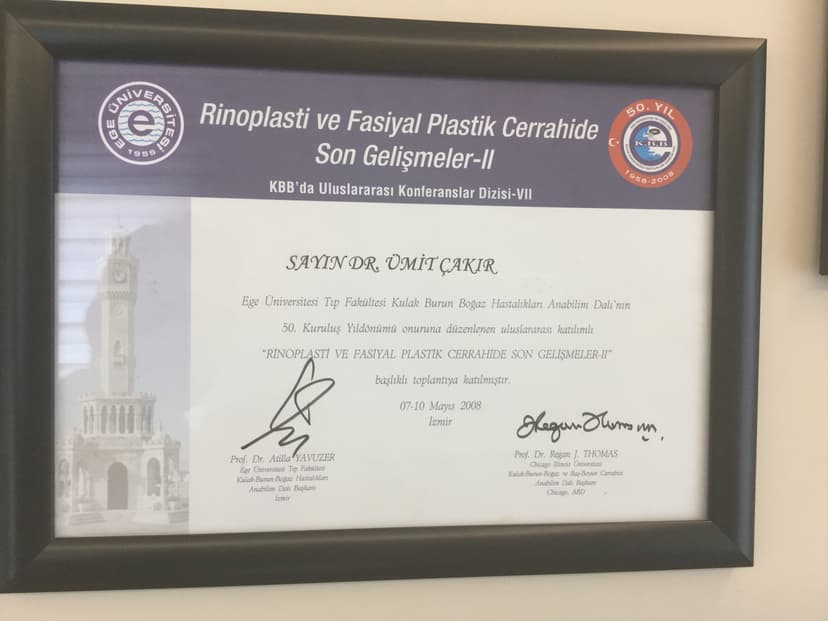 EGE ÜNİVERSİTESİ
1955
Rinoplasti ve Fasiyal Plastik Cerrahide
Son Gelişmeler-II
KBB'da Uluslararası Konferanslar Dizisi-VII
50. YIL
K.B.B
1958-2008
SAYIN DR. ÜMİT ÇAKIR
Ege Üniversitesi Tıp Fakültesi Kulak Burun Boğaz Hastalıkları Anabilim Dalı'nın
50. Kuruluş Yıldönümü onuruna düzenlenen uluslararası katılımlı
"RİNOPLASTİ VE FASİYAL PLASTİK CERRAHİDE SON GELİŞMELER-II"
başlıklı toplantıya katılmıştır.
07-10 Mayıs 2008
İzmir
Prof. Dr. Atilla YAVUZER
Ege Üniversitesi Tıp Fakültesi
Kulak-Burun-Boğaz Hastalıkları
Anabilim Dalı Başkanı
İzmir
Prof. Dr. Regan J. THOMAS
Chicago Illinois Üniversitesi
Kulak-Burun-Boğaz ve Baş-Boyun Cerrahisi
Anabilim Dalı Başkanı
Chicago, ABD